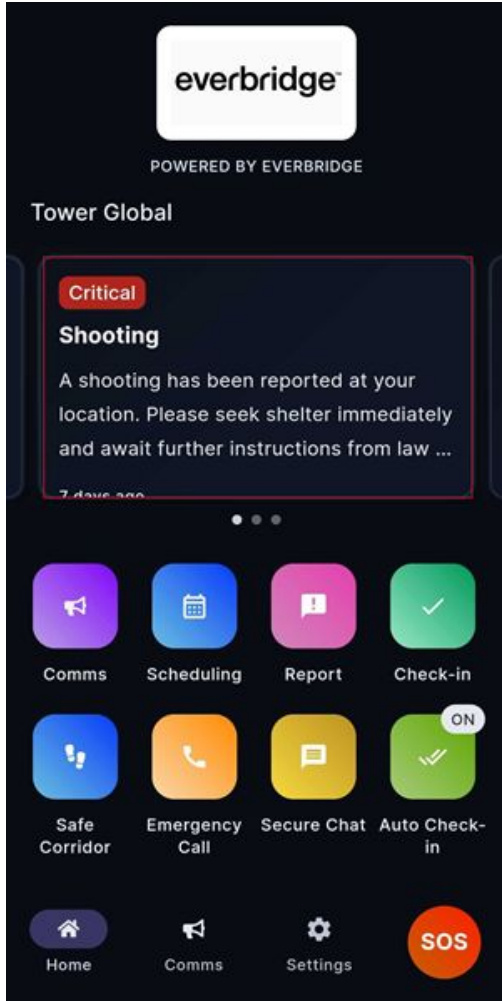 everbridge™
POWERED BY EVERBRIDGE
Tower Global
Critical
Shooting
A shooting has been reported at your
location. Please seek shelter immediately
and await further instructions from law ...
7 days ago
Comms
Scheduling
Report
Check-in
ON
Safe
Corridor
Emergency
Call
Secure Chat
Auto Check-
in
Home
Comms
Settings
SOS